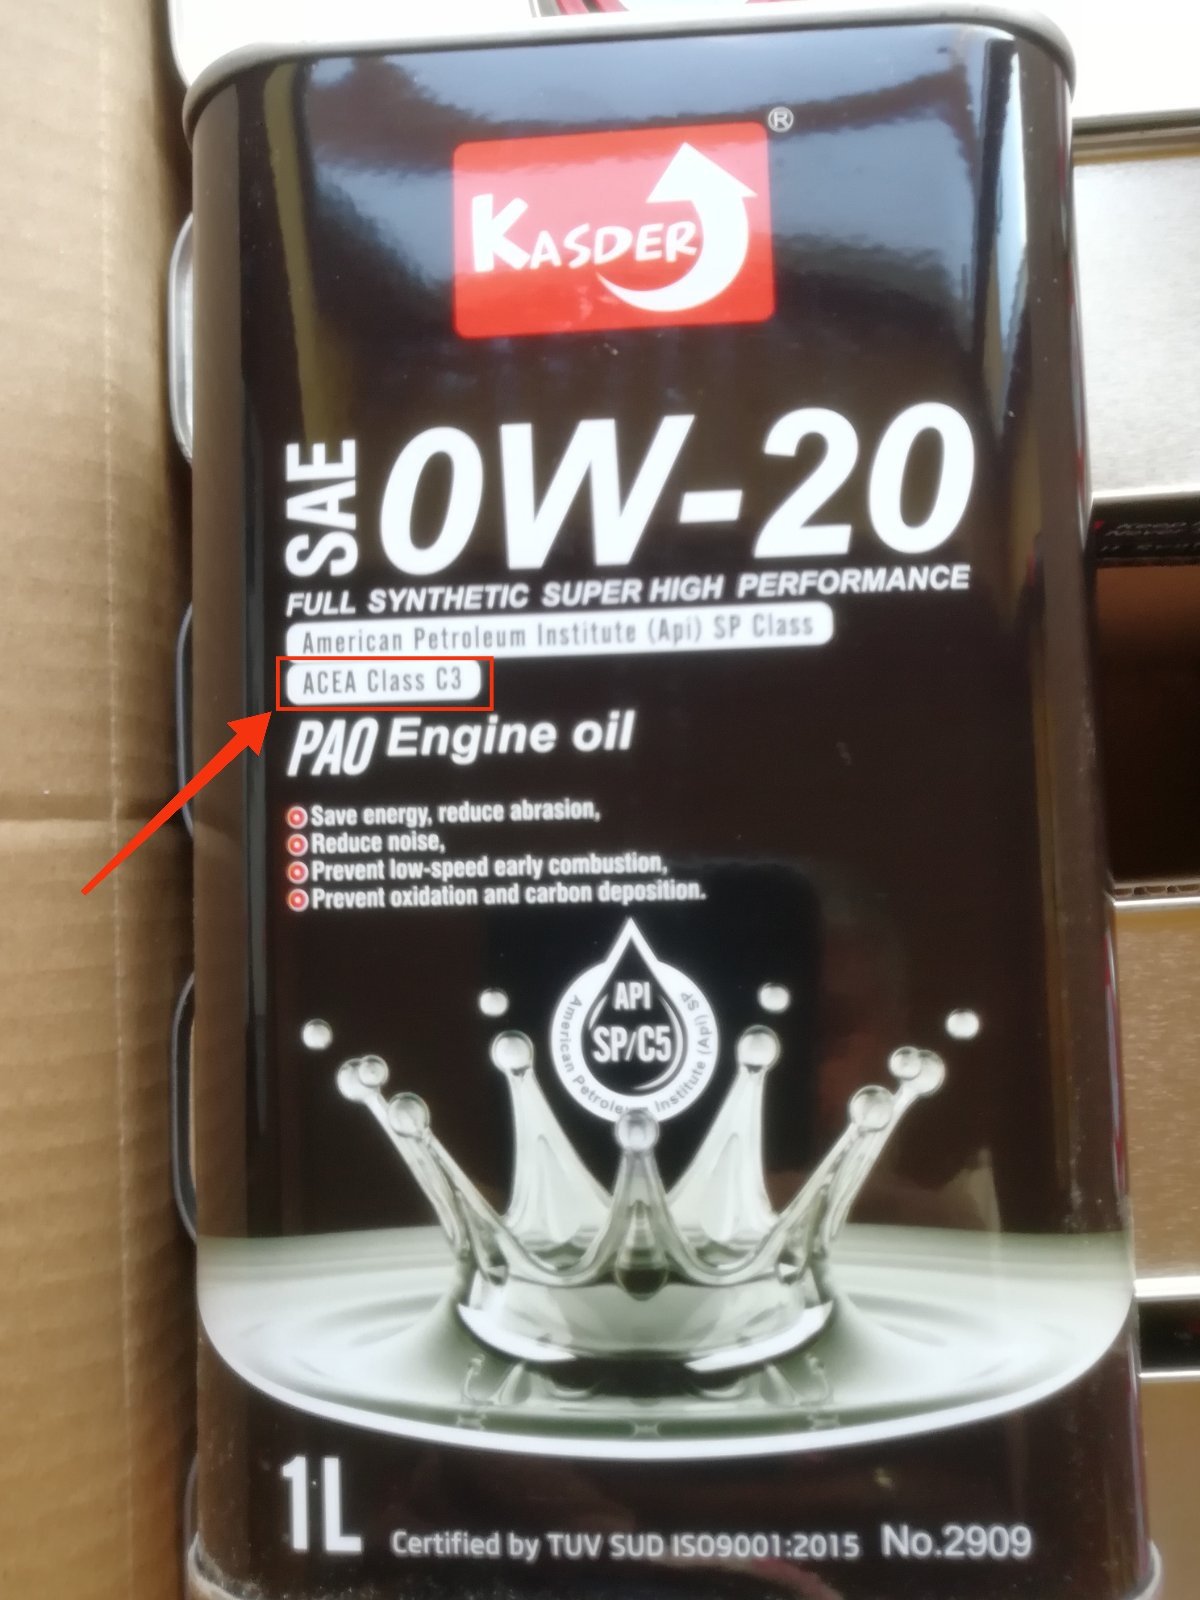 KASDER ®
SAE 0W-20
FULL SYNTHETIC SUPER HIGH PERFORMANCE
American Petroleum Institute (Api) SP Class
ACEA Class C3
PAO Engine oil
Save energy, reduce abrasion,
Reduce noise,
Prevent low-speed early combustion,
Prevent oxidation and carbon deposition.
API
SP/C5
American Petroleum Institute (Api) SP
1L Certified by TUV SUD ISO9001:2015 No.2909
Keep
Never